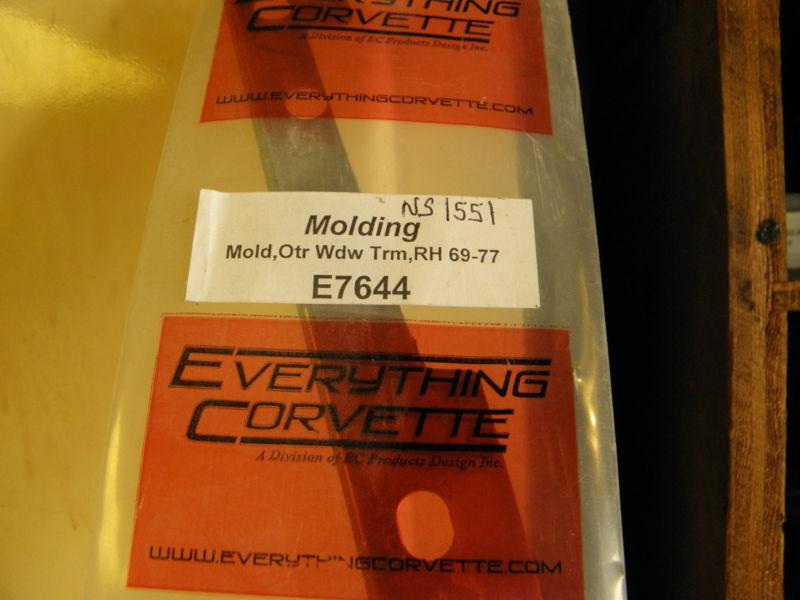 EVERYTHING
CORVETTE
A Division of EC Products Design Inc.
WWW.EVERYTHINGCORVETTE.COM
NS 1551
Molding
Mold,Otr Wdw Trm,RH 69-77
E7644
EVERYTHING
CORVETTE
A Division of EC Products Design Inc.
WWW.EVERYTHINGCORVETTE.COM